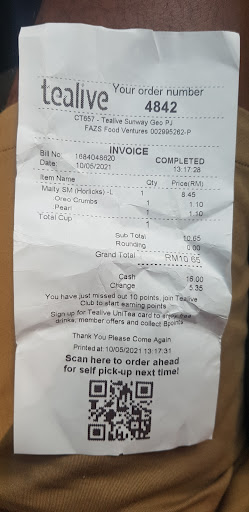 tealive
Your order number
4842
CT657 - Tealive Sunway Geo PJ
FAZS Food Ventures 002995262-P
INVOICE
Bill No: 1684048820 COMPLETED
Date: 10/05/2021 13:17:28
Item Name Qty Price(RM)
Malty SM (Horlicks) -L 8.45
Oreo Crumbs 1 1.10
Pearl 1 1.10
Total Cup
Sub Total 10.65
Rounding 0.00
Grand Total RM10.65
Cash 16.00
Change 5.35
You have just missed out 10 points, join Tealive
Club to start earning points
Sign up for Tealive UniTea card to enjoy free
drinks, member offers and collect points
Thank You Please Come Again
Printed at: 10/05/2021 13:17:31
Scan here to order ahead
for self pick-up next time!